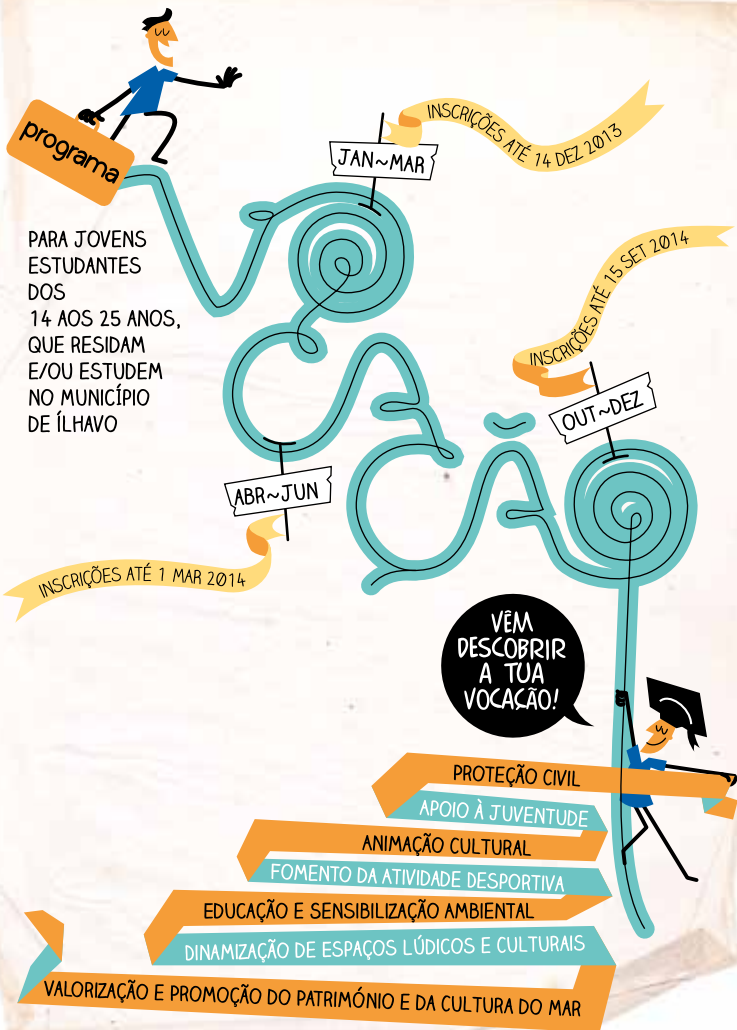 programa
VOCAÇÃO
INSCRIÇÕES ATÉ 14 DEZ 2013
JAN~MAR
PARA JOVENS
ESTUDANTES
DOS
14 AOS 25 ANOS,
QUE RESIDAM
E/OU ESTUDEM
NO MUNICÍPIO
DE ÍLHAVO
INSCRIÇÕES ATÉ 15 SET 2014
OUT~DEZ
ABR~JUN
INSCRIÇÕES ATÉ 1 MAR 2014
VÊM
DESCOBRIR
A TUA
VOCAÇÃO!
PROTEÇÃO CIVIL
APOIO À JUVENTUDE
ANIMAÇÃO CULTURAL
FOMENTO DA ATIVIDADE DESPORTIVA
EDUCAÇÃO E SENSIBILIZAÇÃO AMBIENTAL
DINAMIZAÇÃO DE ESPAÇOS LÚDICOS E CULTURAIS
VALORIZAÇÃO E PROMOÇÃO DO PATRIMÓNIO E DA CULTURA DO MAR